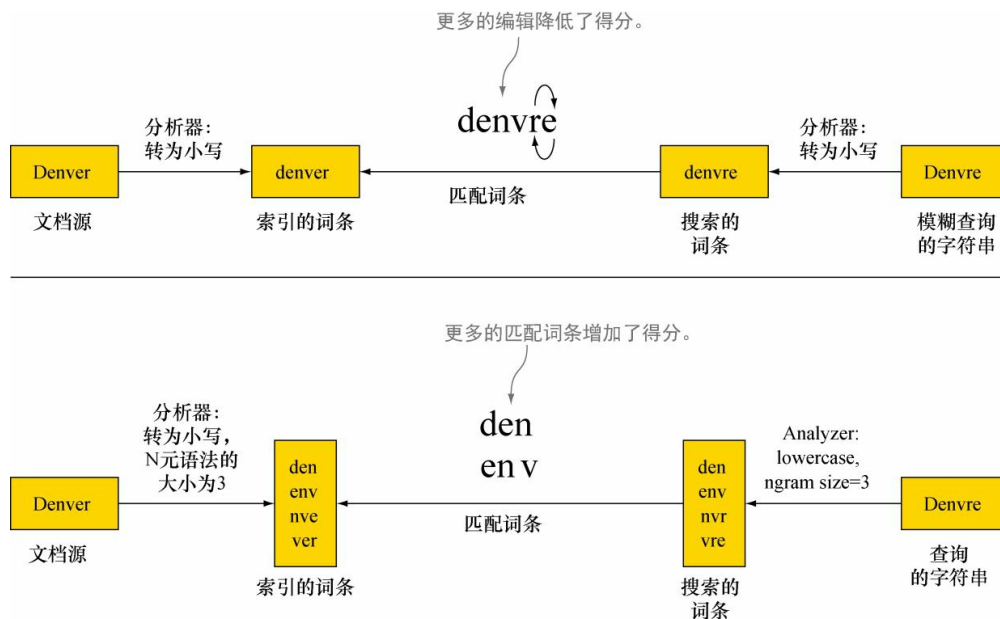 更多的编辑降低了得分。
denvre
分析器：
转为小写
分析器：
转为小写
Denver
denver
匹配词条
denvre
Denvre
文档源
索引的词条
搜索的
词条
模糊查询
的字符串
更多的匹配词条增加了得分。
den
env
分析器：
转为小写，
N元语法的
大小为3
Analyzer:
lowercase,
ngram size=3
Denver
den
env
nve
ver
匹配词条
den
env
nvr
vre
Denvre
文档源
索引的词条
搜索的
词条
查询
的字符串